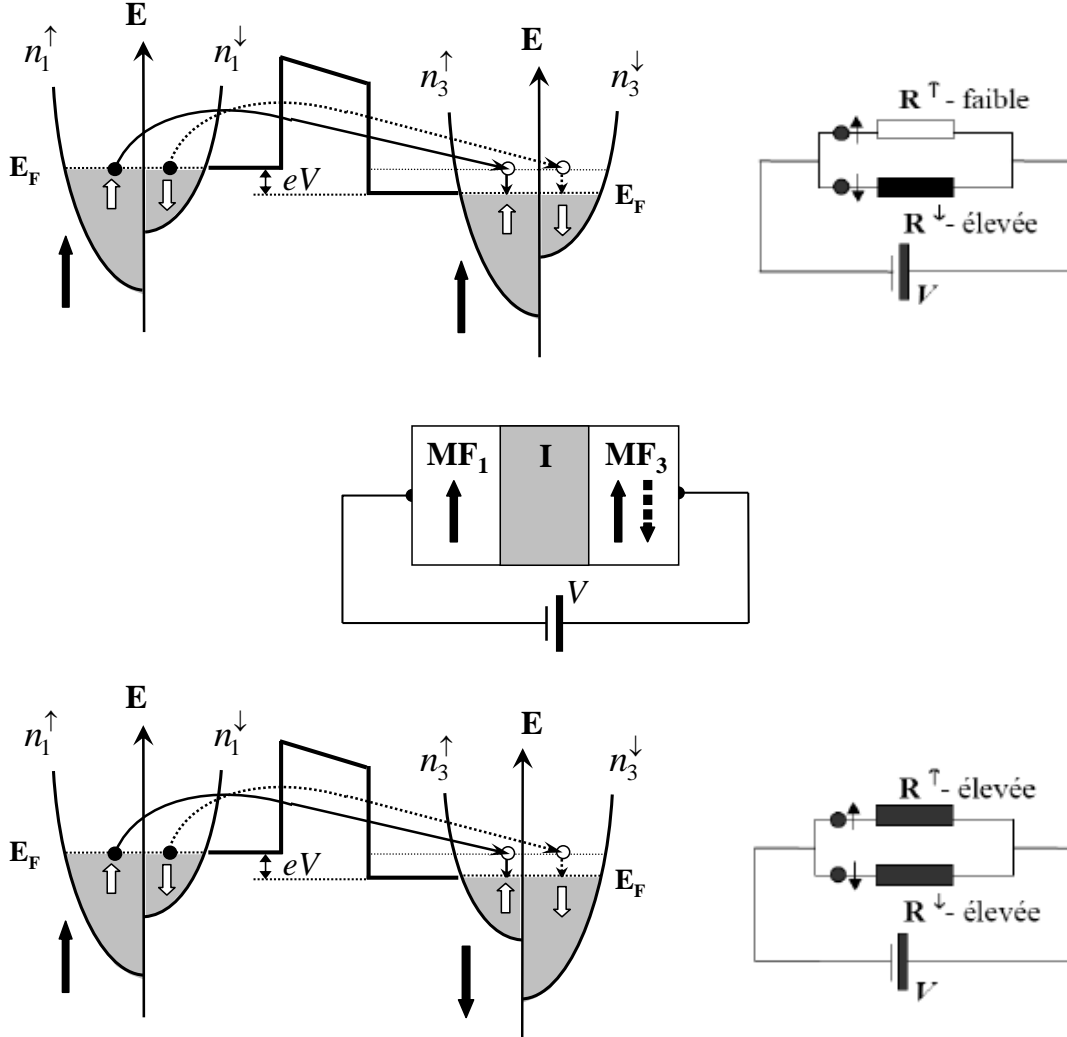 E
n₁↑ n₁↓
E
n₃↑ n₃↓
E_F
eV
E_F
R↑ - faible
R↓ - élevée
V
MF₁ I MF₃
V
E
n₁↑ n₁↓
E
n₃↑ n₃↓
E_F
eV
E_F
R↑ - élevée
R↓ - élevée
V